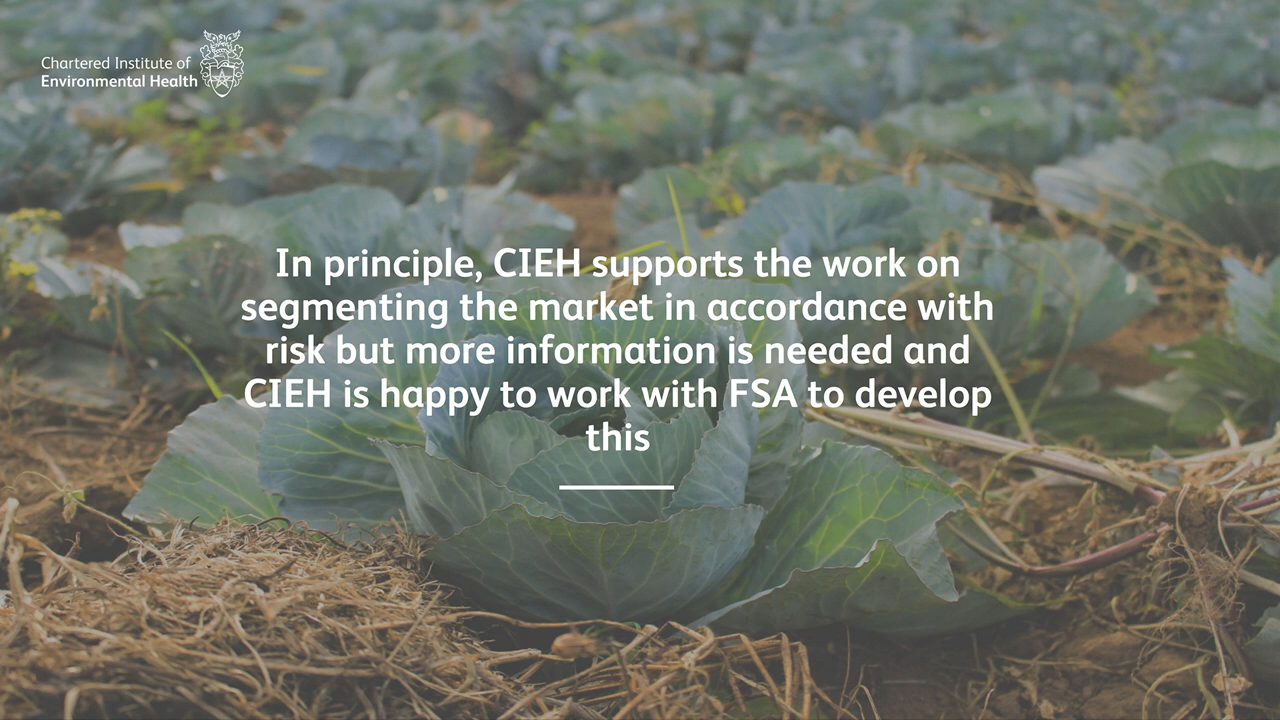 Chartered Institute of
Environmental Health
In principle, CIEH supports the work on
segmenting the market in accordance with
risk but more information is needed and
CIEH is happy to work with FSA to develop
this